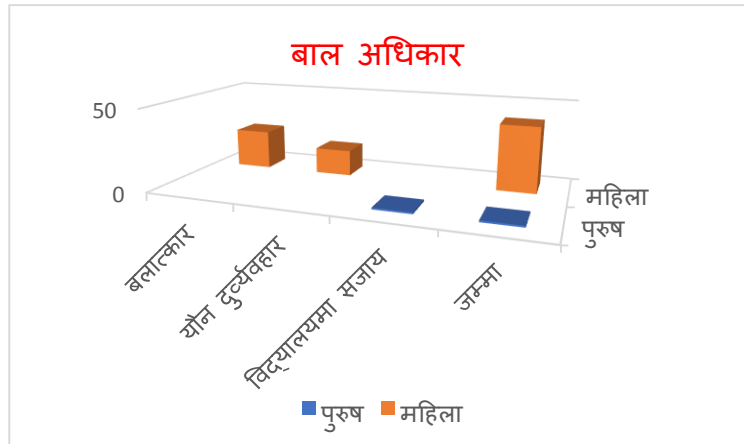 बाल अधिकार
50
0
बलात्कार
यौन दुर्व्यवहार
विद्यालयमा सजाय
जम्मा
महिला
पुरुष
पुरुष महिला